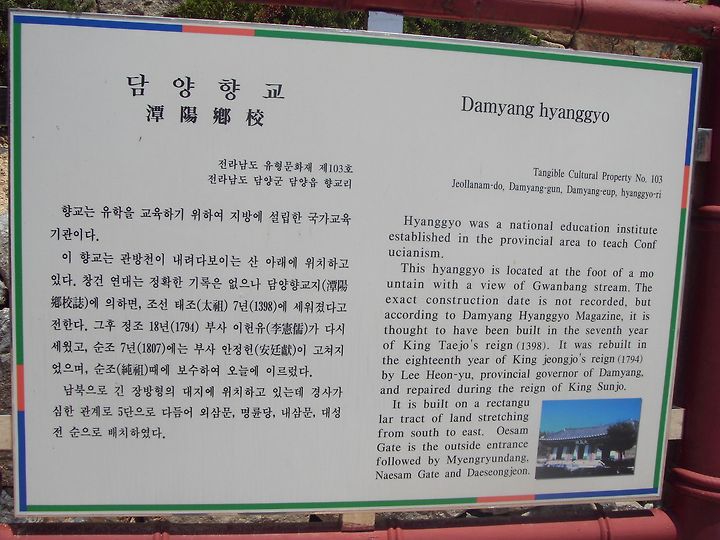 담 양 향 교
潭 陽 鄕 校
전라남도 유형문화재 제103호
전라남도 담양군 담양읍 향교리
향교는 유학을 교육하기 위하여 지방에 설립한 국가교육
기관이다.
이 향교는 관방천이 내려다보이는 산 아래에 위치하고
있다. 창건 연대는 정확한 기록은 없으나 담양향교지(潭陽
鄕校誌)에 의하면, 조선 태조(太祖) 7년(1398)에 세워졌다고
전한다. 그후 정조 18년(1794) 부사 이헌유(李憲儒)가 다시
세웠고, 순조 7년(1807)에는 부사 안정헌(安廷獻)이 고쳐지
었으며, 순조(純祖)때에 보수하여 오늘에 이르렀다.
남북으로 긴 장방형의 대지에 위치하고 있는데 경사가
심한 관계로 5단으로 다듬어 외삼문, 명륜당, 내삼문, 대성
전 순으로 배치하였다.
Damyang hyanggyo
Tangible Cultural Property No. 103
Jeollanam-do, Damyang-gun, Damyang-eup, hyanggyo-ri
Hyanggyo was a national education institute
established in the provincial area to teach Conf
ucianism.
This hyanggyo is located at the foot of a mo
untain with a view of Gwanbang stream. The
exact construction date is not recorded, but
according to Damyang Hyanggyo Magazine, it is
thought to have been built in the seventh year
of King Taejo's reign (1398). It was rebuilt in
the eighteenth year of King jeongjo's reign (1794)
by Lee Heon-yu, provincial governor of Damyang,
and repaired during the reign of King Sunjo.
It is built on a rectangu
lar tract of land stretching
from south to east. Oesam
Gate is the outside entrance
followed by Myengryundang,
Naesam Gate and Daeseongjeon.